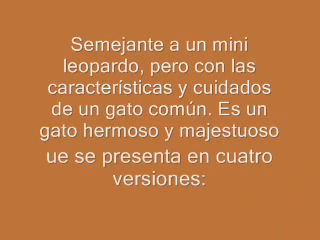 Semejante a un mini
leopardo, pero con las
características y cuidados
de un gato común. Es un
gato hermoso y majestuoso
ue se presenta en cuatro
versiones: